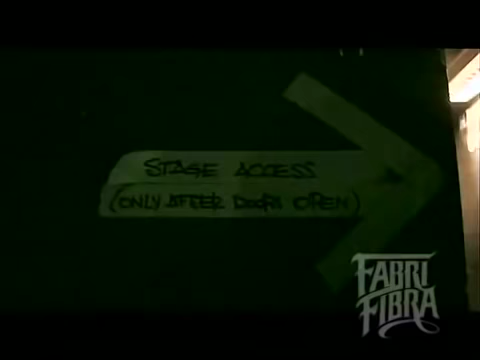 STAGE ACCESS
(ONLY AFTER DOORS OPEN)
FABRI
FIBRA